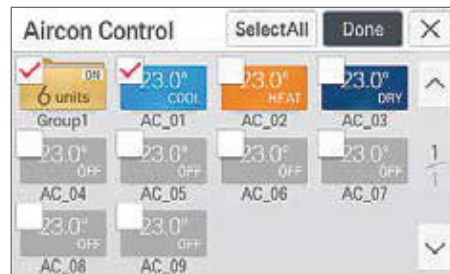 Aircon Control SelectAll Done
ON
6 units 23.0° 23.0° 23.0°
COOL HEAT DRY
Group1 AC_01 AC_02 AC_03
23.0° 23.0° 23.0° 23.0°
OFF OFF OFF OFF
AC_04 AC_05 AC_06 AC_07
1
1
23.0° 23.0°
OFF OFF
AC_08 AC_09